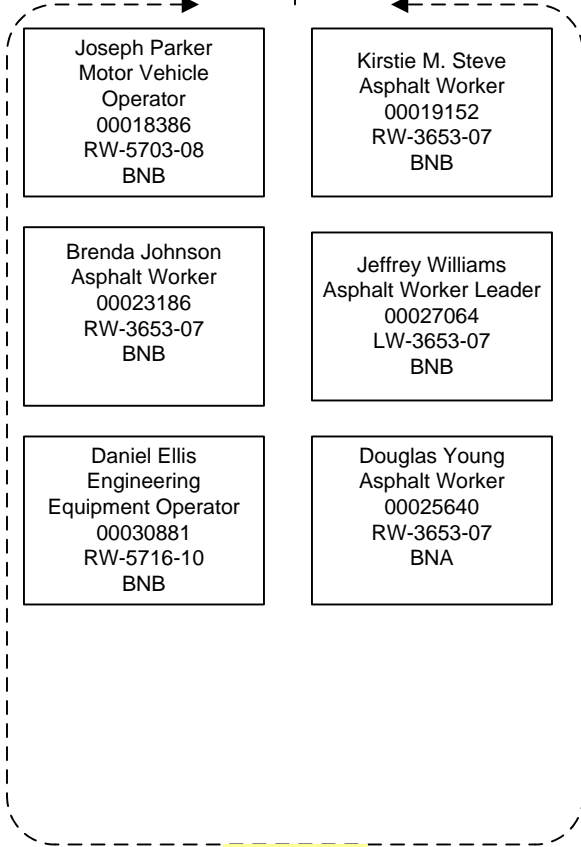 Joseph Parker
Motor Vehicle
Operator
00018386
RW-5703-08
BNB
Kirstie M. Steve
Asphalt Worker
00019152
RW-3653-07
BNB
Brenda Johnson
Asphalt Worker
00023186
RW-3653-07
BNB
Jeffrey Williams
Asphalt Worker Leader
00027064
LW-3653-07
BNB
Daniel Ellis
Engineering
Equipment Operator
00030881
RW-5716-10
BNB
Douglas Young
Asphalt Worker
00025640
RW-3653-07
BNA